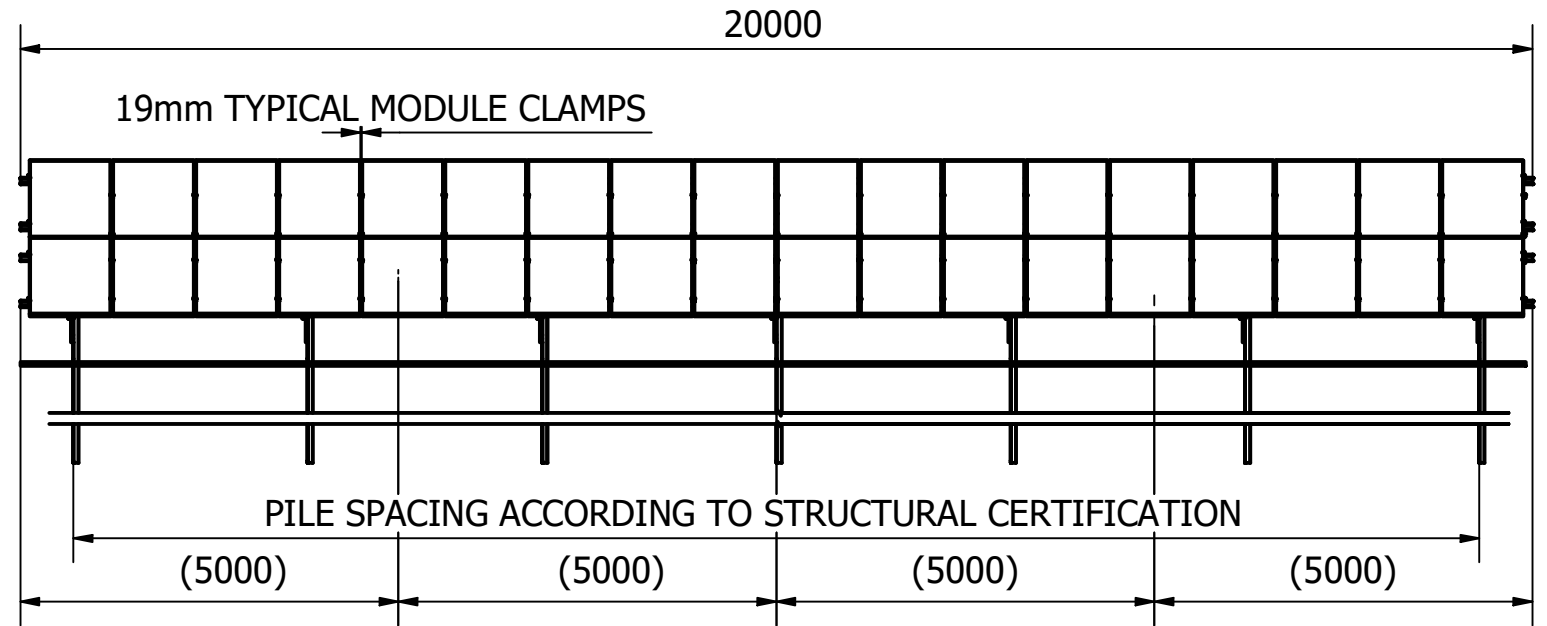 20000
19mm TYPICAL MODULE CLAMPS
PILE SPACING ACCORDING TO STRUCTURAL CERTIFICATION
(5000) (5000) (5000) (5000)